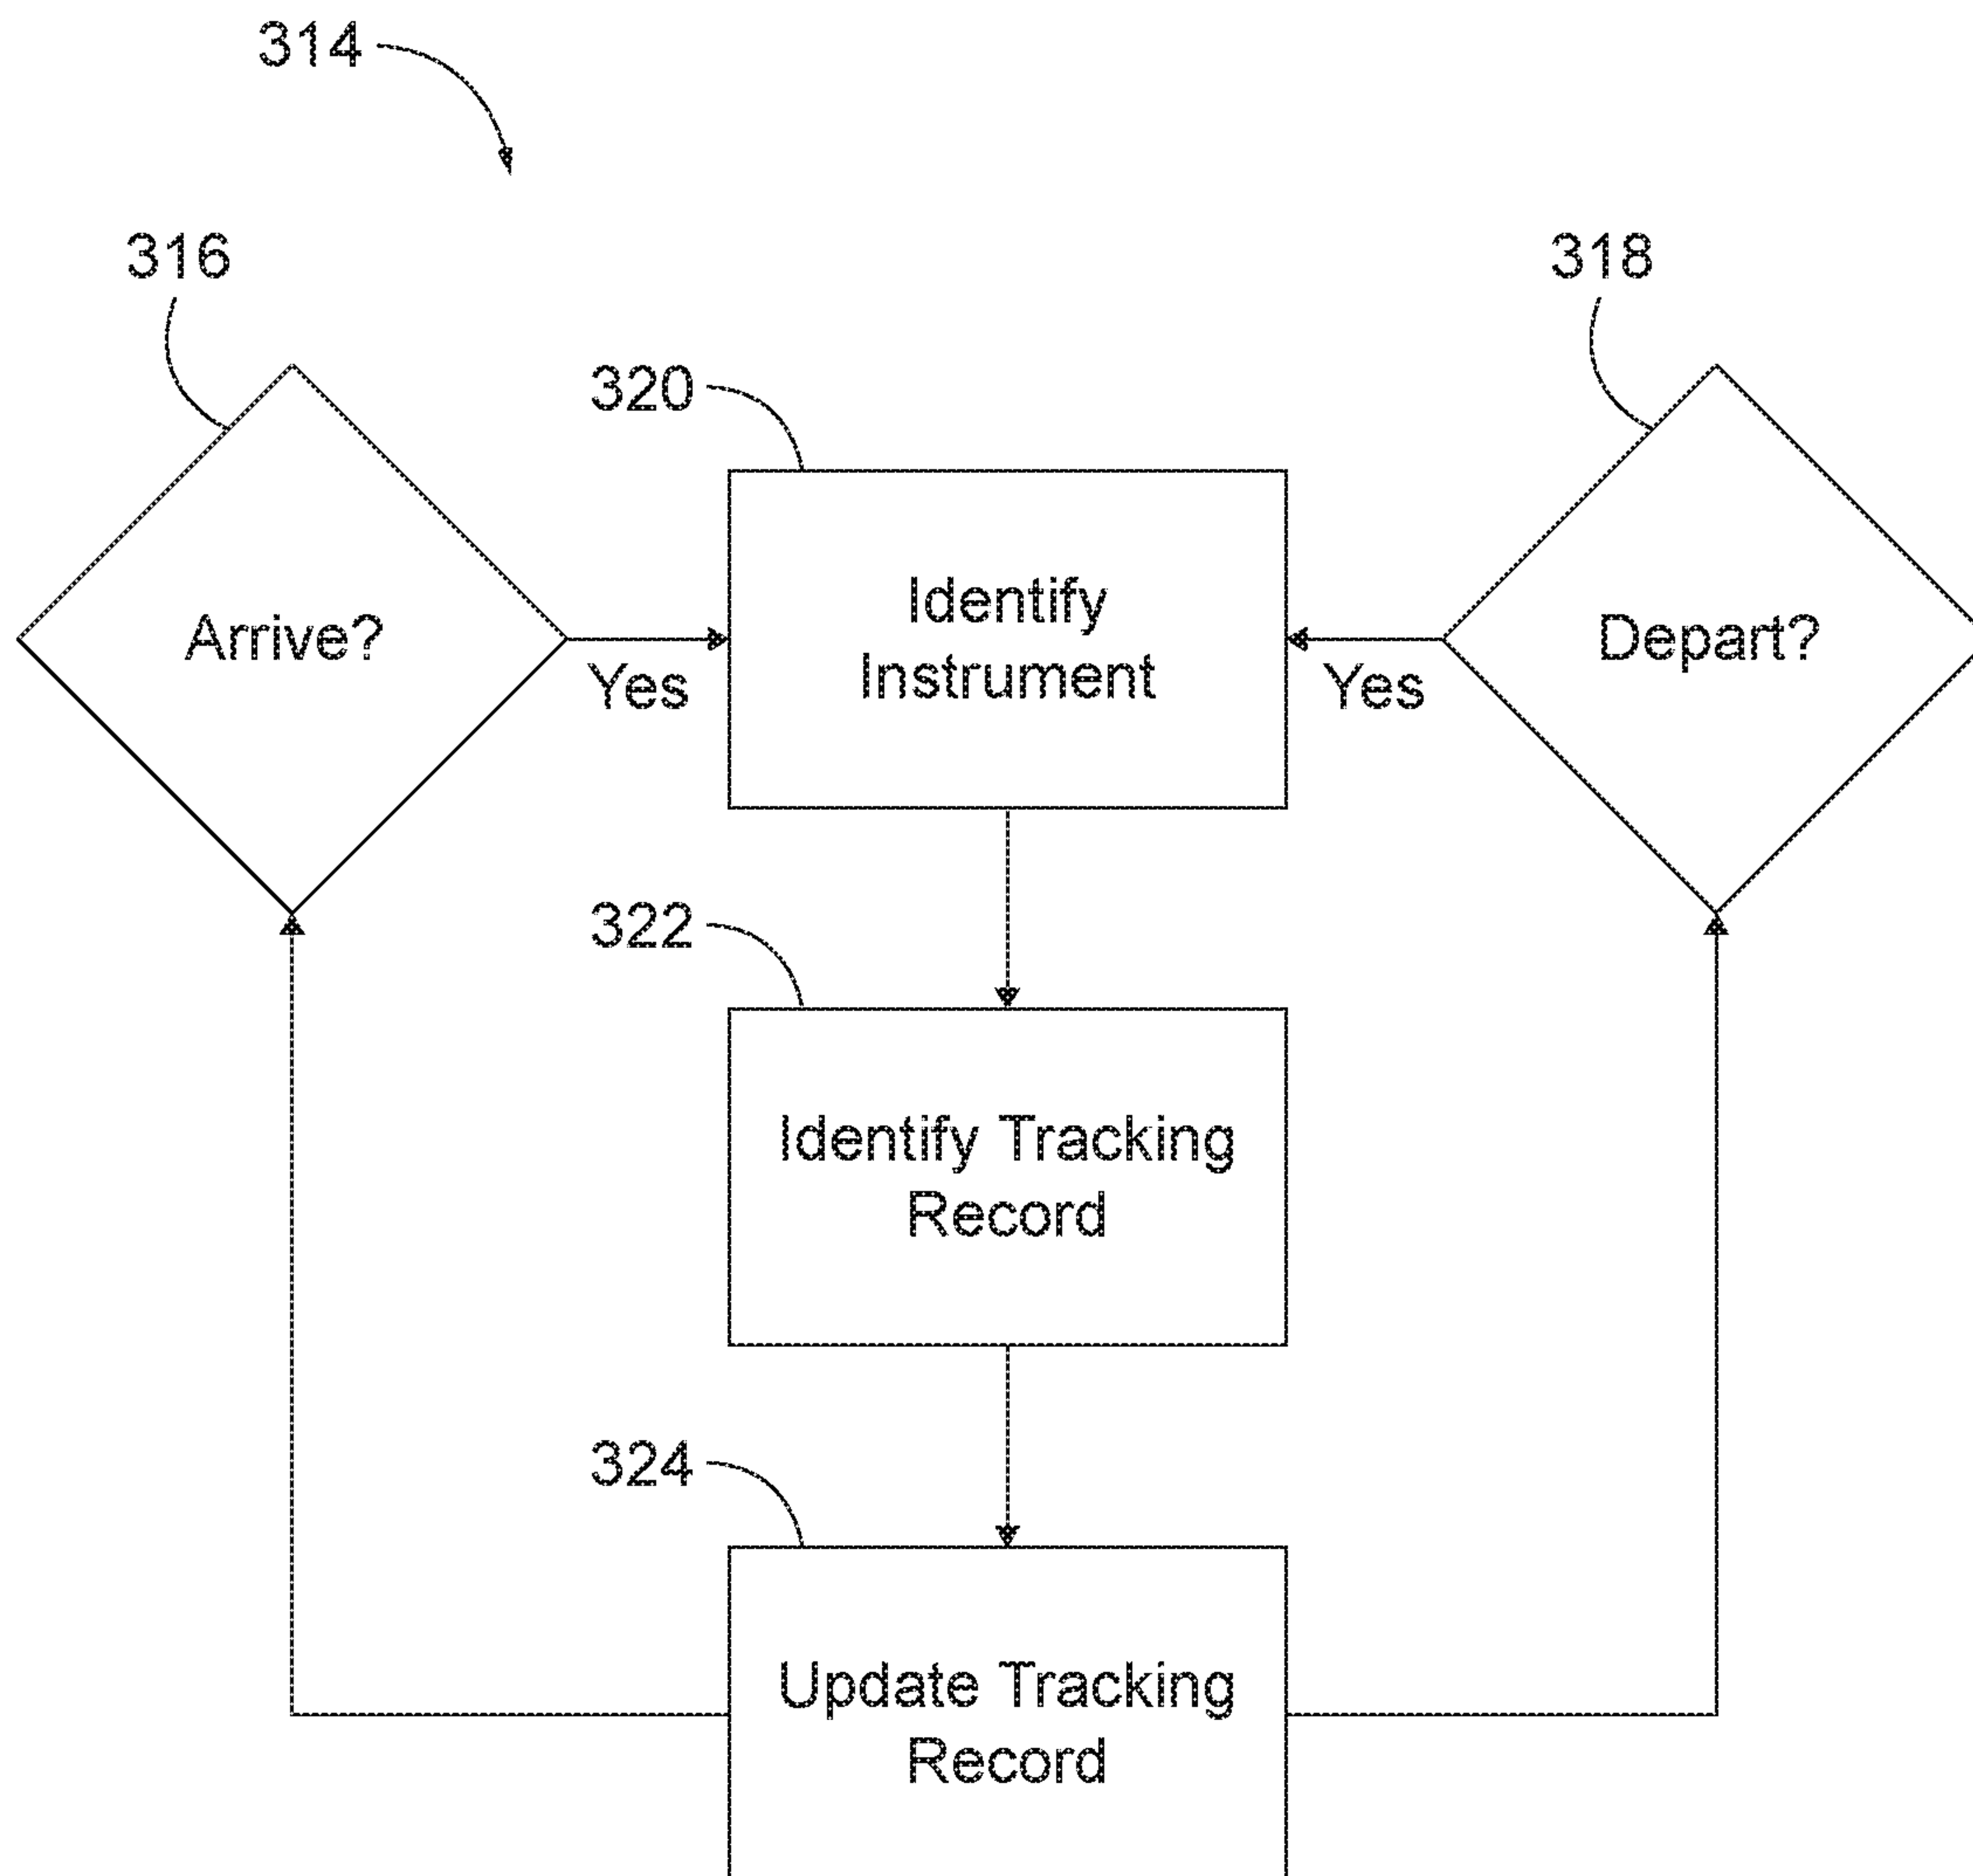 314
316
318
320
Arrive?
Identify
Instrument
Depart?
Yes
Yes
322
Identify Tracking
Record
324
Update Tracking
Record